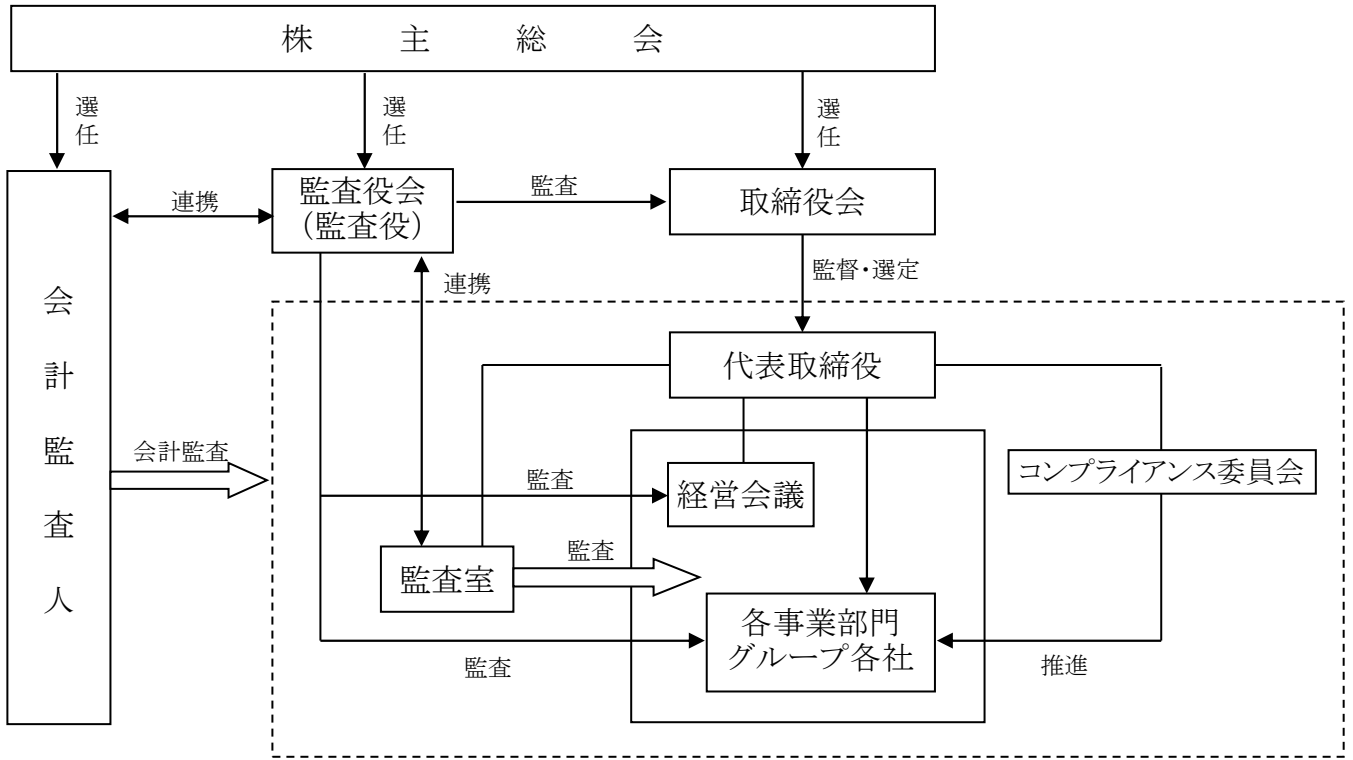 株主総会
選任
選任
選任
監査役会
(監査役)
連携
監査
取締役会
監督・選定
連携
会計監査人
代表取締役
会計監査
コンプライアンス委員会
監査
経営会議
監査
監査室
各事業部門
グループ各社
監査
推進